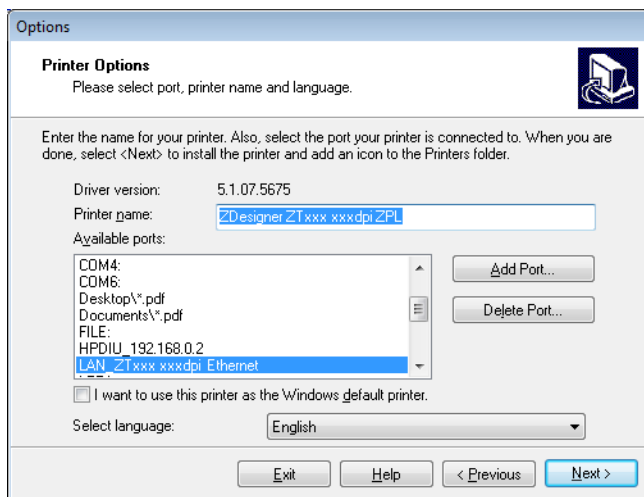 Options
Printer Options
Please select port, printer name and language.
Enter the name for your printer. Also, select the port your printer is connected to. When you are
done, select <Next> to install the printer and add an icon to the Printers folder.
Driver version: 5.1.07.5675
Printer name: ZDesigner ZTxxx xxxdpi ZPL
Available ports:
COM4:
COM6:
Desktop\*.pdf
Documents\*.pdf
FILE:
HPDIU_192.168.0.2
LAN_ZTxxx xxxdpi Ethernet
Add Port...
Delete Port...
I want to use this printer as the Windows default printer.
Select language: English
Exit Help < Previous Next >